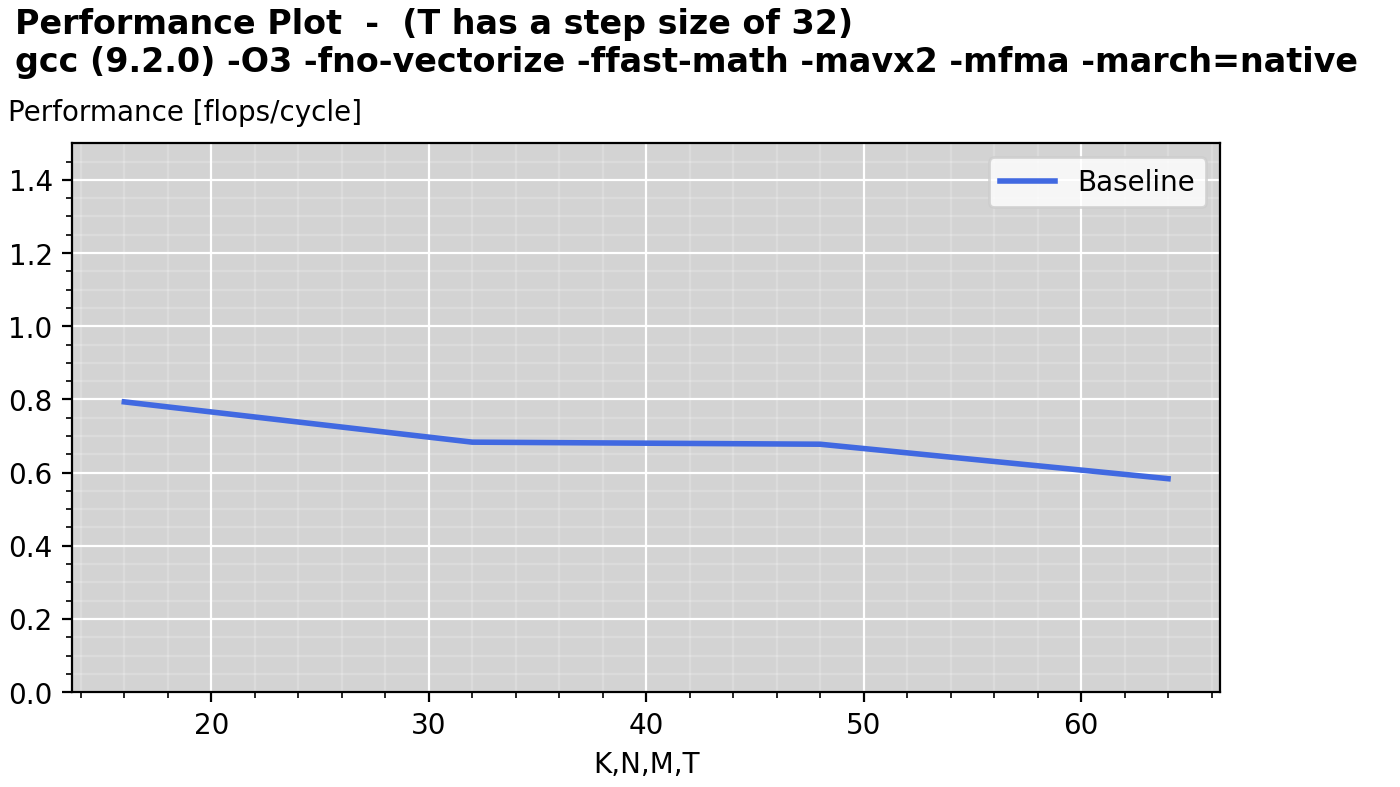 Performance Plot - (T has a step size of 32)
gcc (9.2.0) -O3 -fno-vectorize -ffast-math -mavx2 -mfma -march=native
Performance [flops/cycle]
Baseline
1.4
1.2
1.0
0.8
0.6
0.4
0.2
0.0
20 30 40 50 60
K,N,M,T